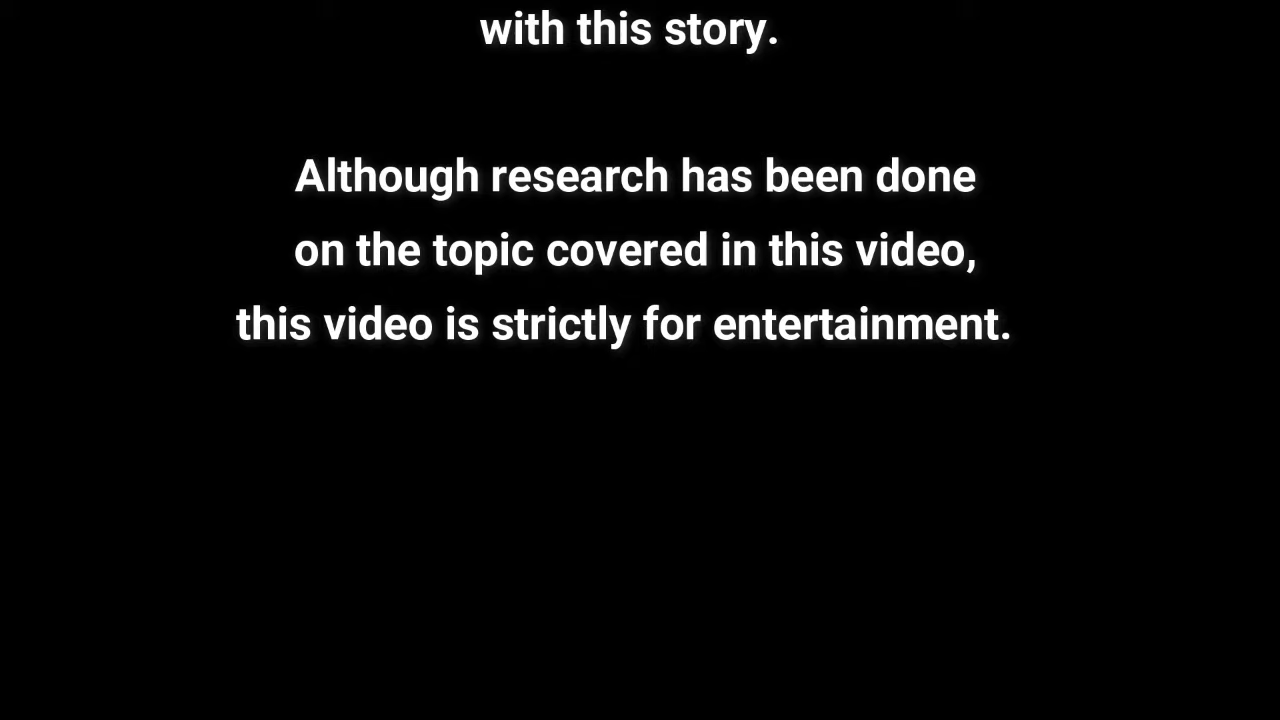 with this story.
Although research has been done
on the topic covered in this video,
this video is strictly for entertainment.